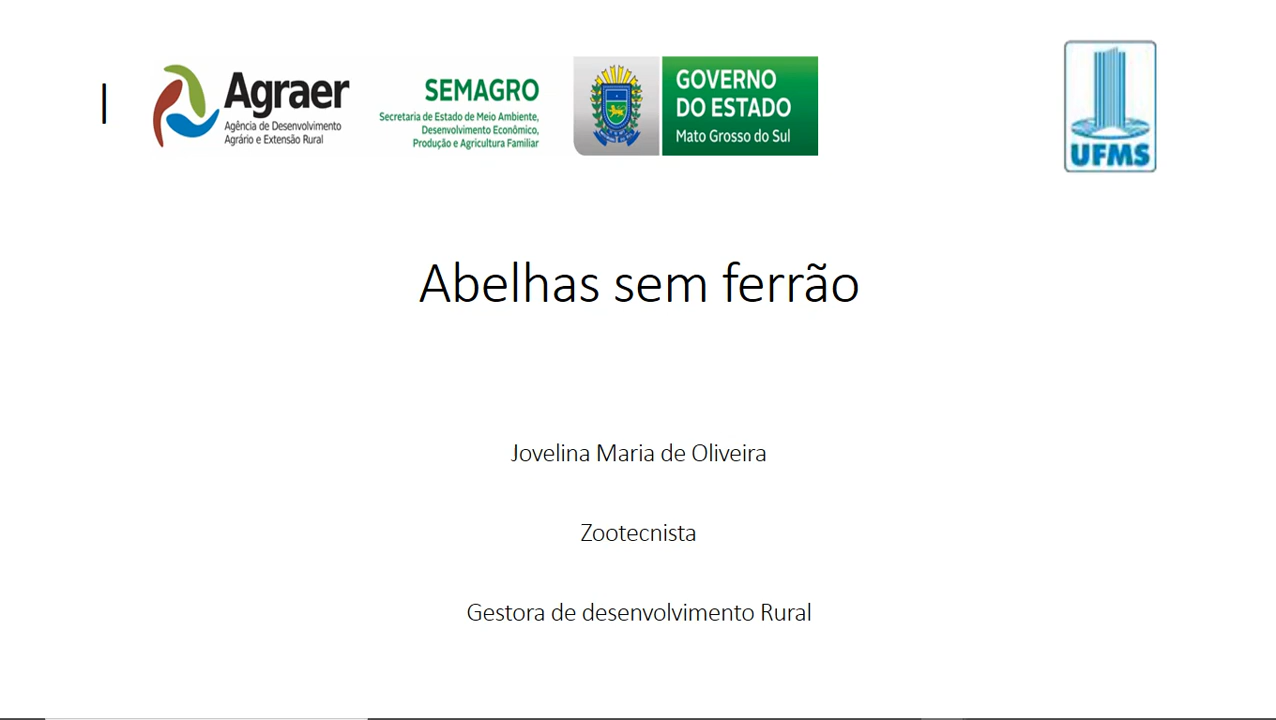 Agraer
Agência de Desenvolvimento
Agrário e Extensão Rural
SEMAGRO
Secretaria de Estado de Meio Ambiente,
Desenvolvimento Econômico,
Produção e Agricultura Familiar
GOVERNO
DO ESTADO
Mato Grosso do Sul
UFMS
Abelhas sem ferrão
Jovelina Maria de Oliveira
Zootecnista
Gestora de desenvolvimento Rural